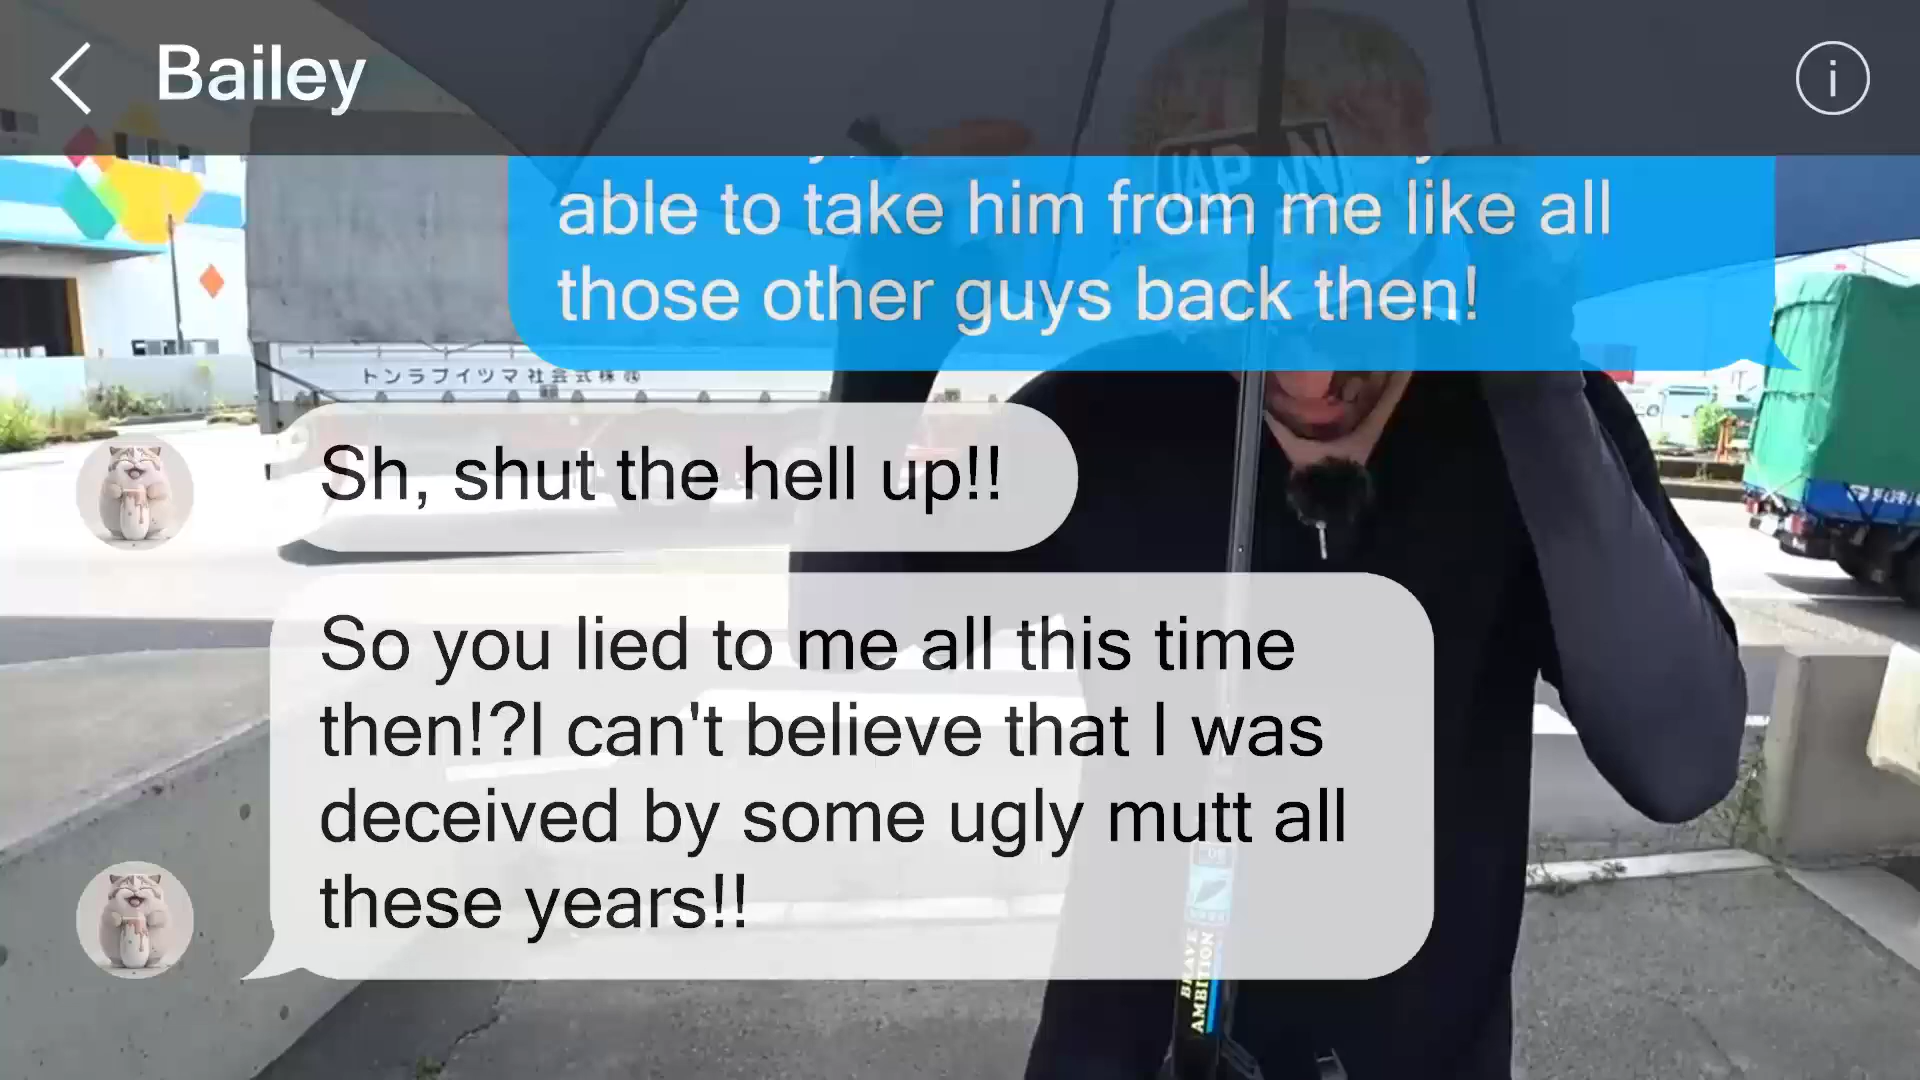 Bailey
able to take him from me like all
those other guys back then!
トンラブイツマ社会式株
Sh, shut the hell up!!
So you lied to me all this time
then!?I can't believe that I was
deceived by some ugly mutt all
these years!!
BRAVE
AMBITION